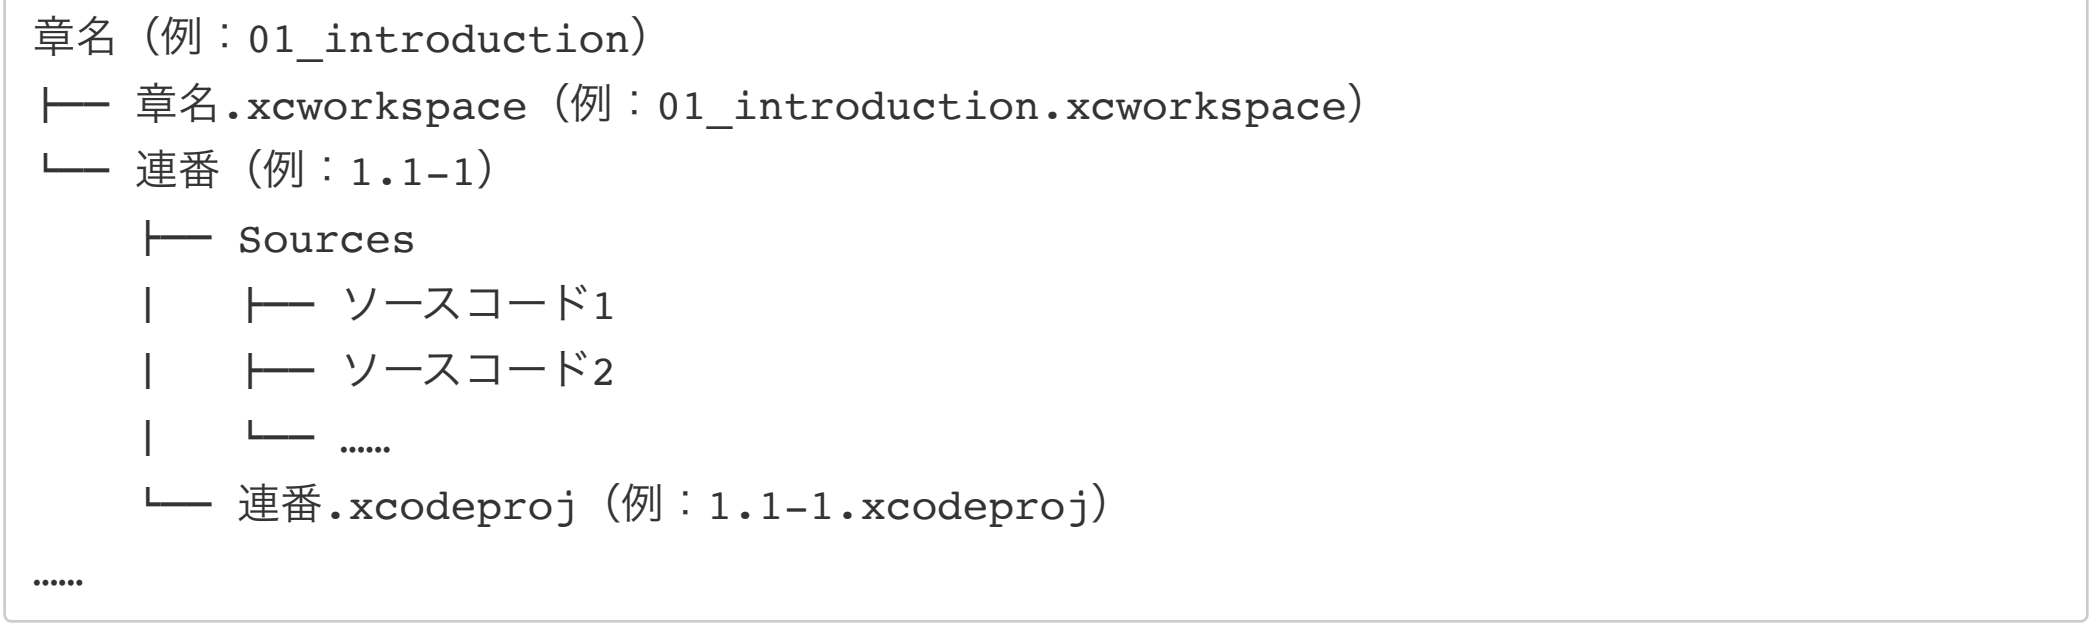 章名（例：01_introduction）
├── 章名.xcworkspace（例：01_introduction.xcworkspace）
└── 連番（例：1.1-1）
    ├── Sources
    │   ├── ソースコード1
    │   ├── ソースコード2
    │   └── ……
    └── 連番.xcodeproj（例：1.1-1.xcodeproj）
……